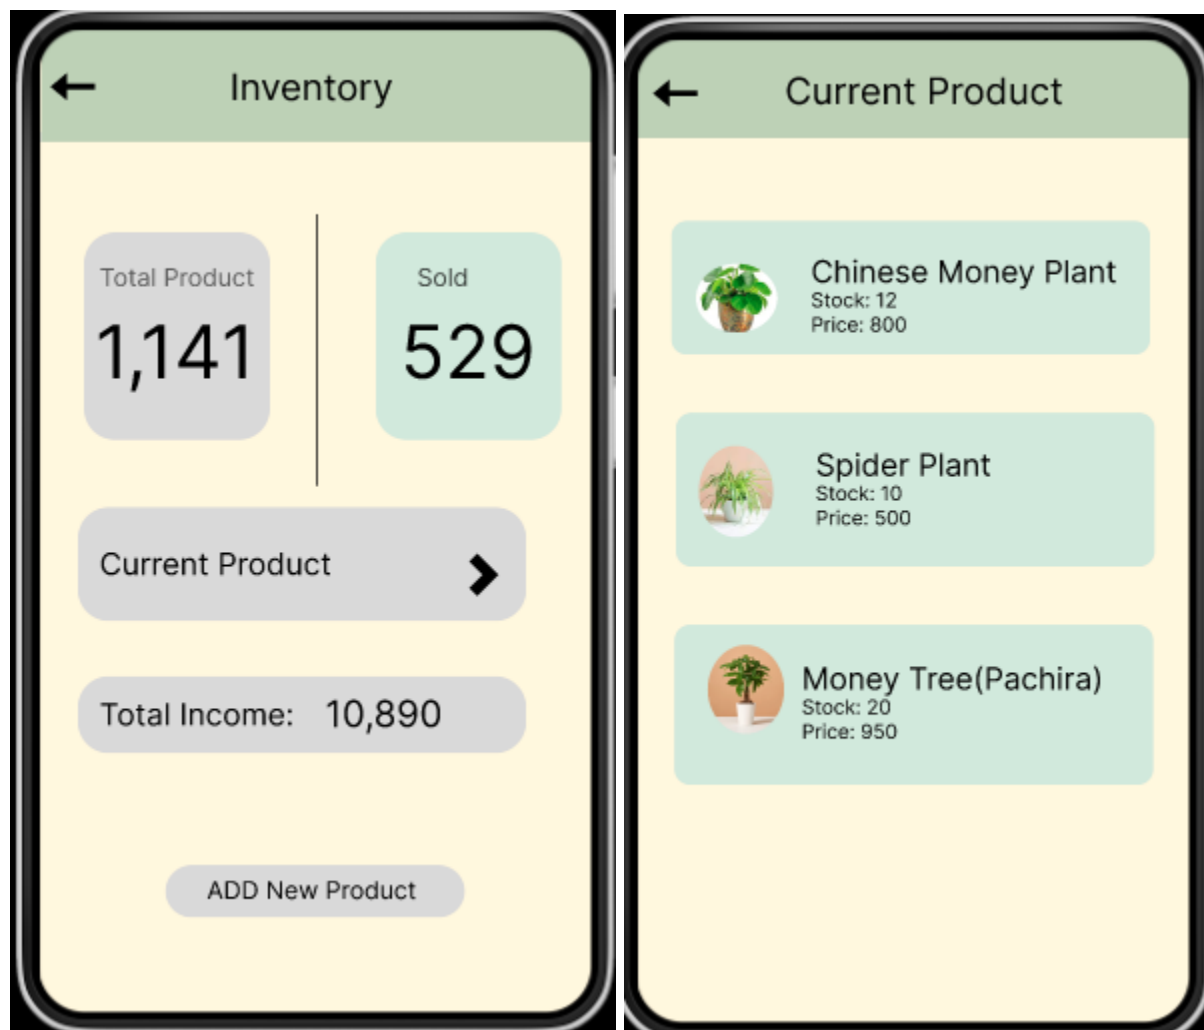 Inventory
Total Product
1,141
Sold
529
Current Product
Total Income: 10,890
ADD New Product
Current Product
Chinese Money Plant
Stock: 12
Price: 800
Spider Plant
Stock: 10
Price: 500
Money Tree(Pachira)
Stock: 20
Price: 950